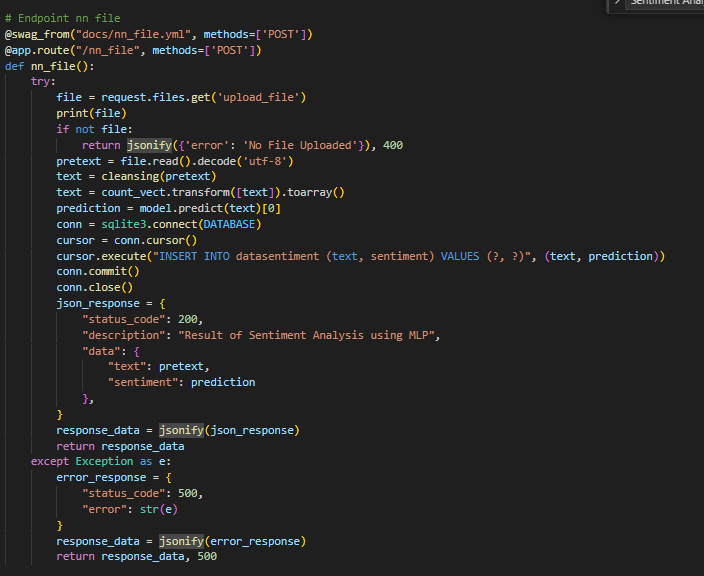 Sentiment Anal
# Endpoint nn file
@swag_from("docs/nn_file.yml", methods=['POST'])
@app.route("/nn_file", methods=['POST'])
def nn_file():
    try:
        file = request.files.get('upload_file')
        print(file)
        if not file:
            return jsonify({'error': 'No File Uploaded'}), 400
        pretext = file.read().decode('utf-8')
        text = cleansing(pretext)
        text = count_vect.transform([text]).toarray()
        prediction = model.predict(text)[0]
        conn = sqlite3.connect(DATABASE)
        cursor = conn.cursor()
        cursor.execute("INSERT INTO datasentiment (text, sentiment) VALUES (?, ?)", (text, prediction))
        conn.commit()
        conn.close()
        json_response = {
            "status_code": 200,
            "description": "Result of Sentiment Analysis using MLP",
            "data": {
                "text": pretext,
                "sentiment": prediction
            },
        }
        response_data = jsonify(json_response)
        return response_data
    except Exception as e:
        error_response = {
            "status_code": 500,
            "error": str(e)
        }
        response_data = jsonify(error_response)
        return response_data, 500